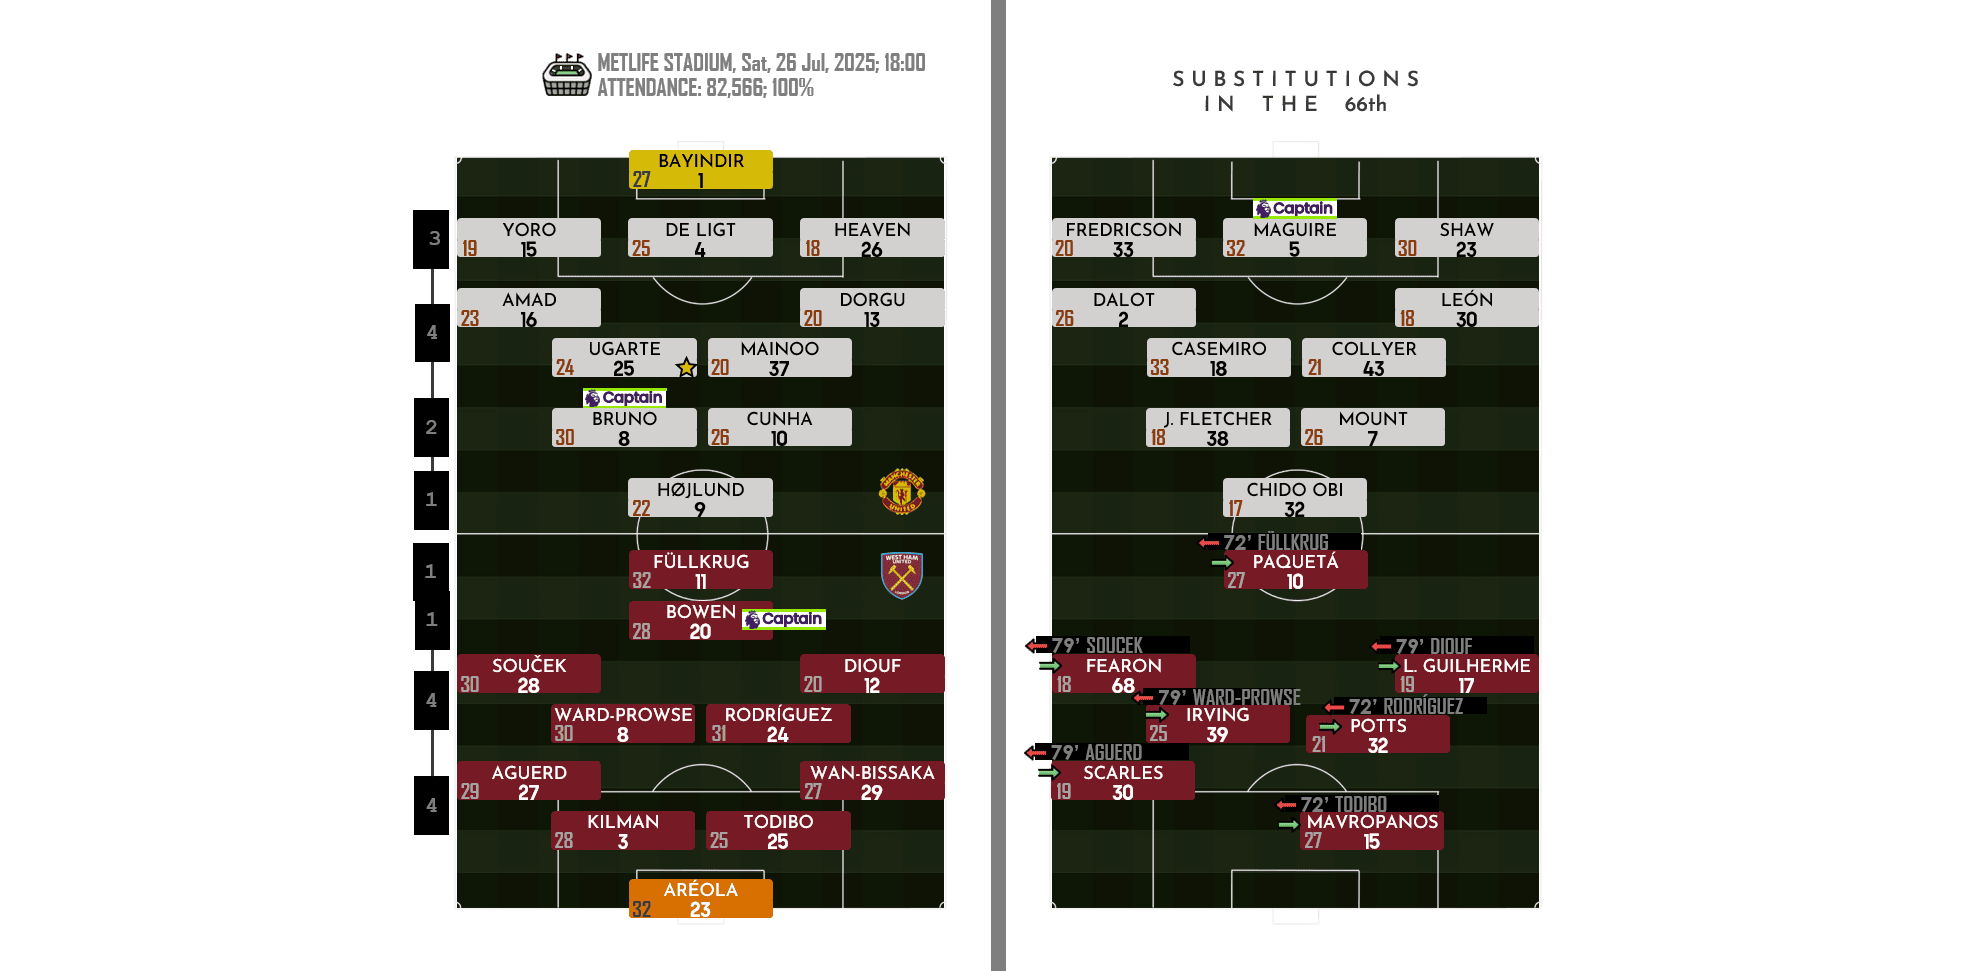 METLIFE STADIUM, Sat, 26 Jul, 2025; 18:00
ATTENDANCE: 82,566; 100%
BAYINDIR
27 1
3
YORO
19 15
DE LIGT
25 4
HEAVEN
18 26
4
AMAD
23 16
DORGU
20 13
UGARTE
24 25
MAINOO
20 37
2
Captain
BRUNO
30 8
CUNHA
26 10
1
HØJLUND
22 9
MANCHESTER
UNITED
1
FÜLLKRUG
32 11
WEST HAM
UNITED
LONDON
1
BOWEN
28 20
Captain
4
SOUČEK
30 28
DIOUF
20 12
WARD-PROWSE
30 8
RODRÍGUEZ
31 24
4
AGUERD
29 27
WAN-BISSAKA
27 29
KILMAN
28 3
TODIBO
25 25
ARÉOLA
32 23
SUBSTITUTIONS
IN THE 66th
FREDRICSON
20 33
Captain
MAGUIRE
32 5
SHAW
30 23
DALOT
26 2
LEÓN
18 30
CASEMIRO
33 18
COLLYER
21 43
J. FLETCHER
18 38
MOUNT
26 7
CHIDO OBI
17 32
72’ FÜLLKRUG
PAQUETÁ
27 10
79’ SOUCEK
FEARON
18 68
79’ DIOUF
L. GUILHERME
19 17
79’ WARD-PROWSE
IRVING
25 39
72’ RODRÍGUEZ
POTTS
21 32
79’ AGUERD
SCARLES
19 30
72’ TODIBO
MAVROPANOS
27 15